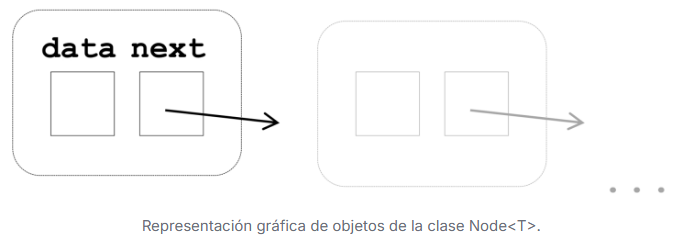 data next
. . .
Representación gráfica de objetos de la clase Node<T>.